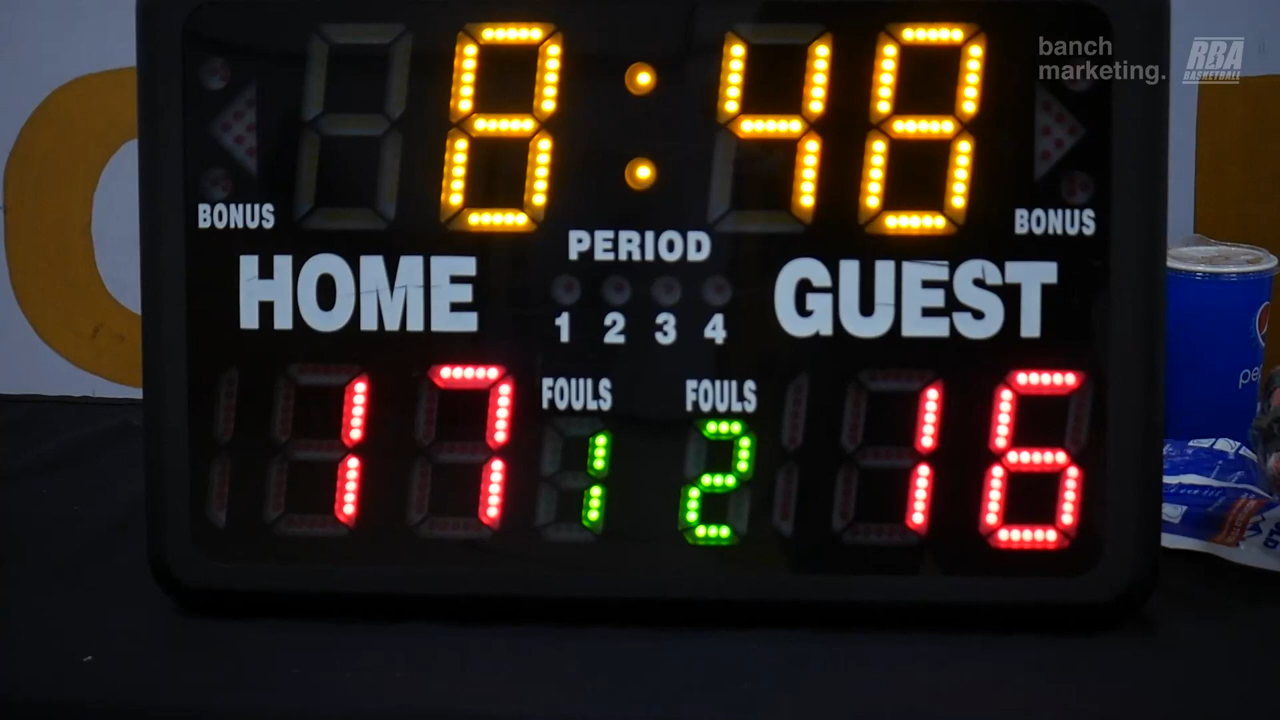 banch
marketing.
RBA
BASKETBALL
8:48
BONUS
BONUS
PERIOD
HOME
GUEST
1 2 3 4
FOULS
FOULS
17
1
2
16